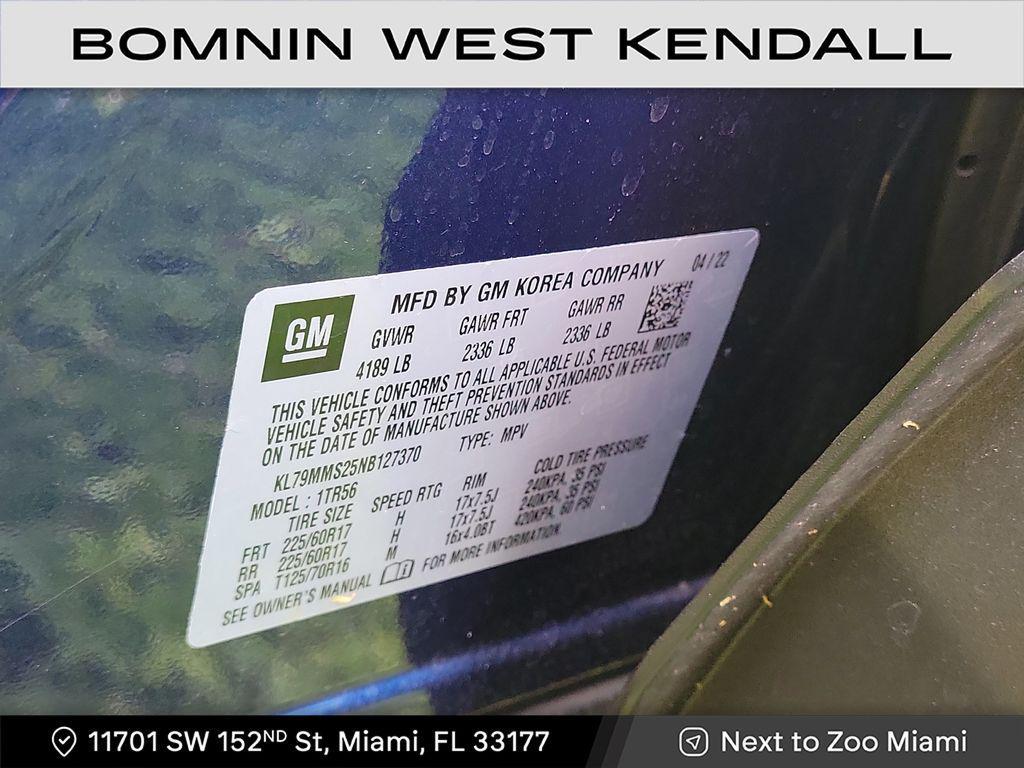 BOMNIN WEST KENDALL
MFD BY GM KOREA COMPANY 04 / 22
GM
GVWR GAWR FRT GAWR RR
4189 LB 2336 LB 2336 LB
THIS VEHICLE CONFORMS TO ALL APPLICABLE U.S. FEDERAL MOTOR
VEHICLE SAFETY AND THEFT PREVENTION STANDARDS IN EFFECT
ON THE DATE OF MANUFACTURE SHOWN ABOVE.
KL79MMS25NB127370 TYPE: MPV
MODEL : 1TR56
TIRE SIZE SPEED RTG RIM COLD TIRE PRESSURE
FRT 225/60R17 H 17x7.5J 240KPA, 35 PSI
RR 225/60R17 H 17x7.5J 240KPA, 35 PSI
SPA T125/70R16 M 16x4.0BT 420KPA, 60 PSI
SEE OWNER'S MANUAL FOR MORE INFORMATION.
11701 SW 152ND St, Miami, FL 33177
Next to Zoo Miami